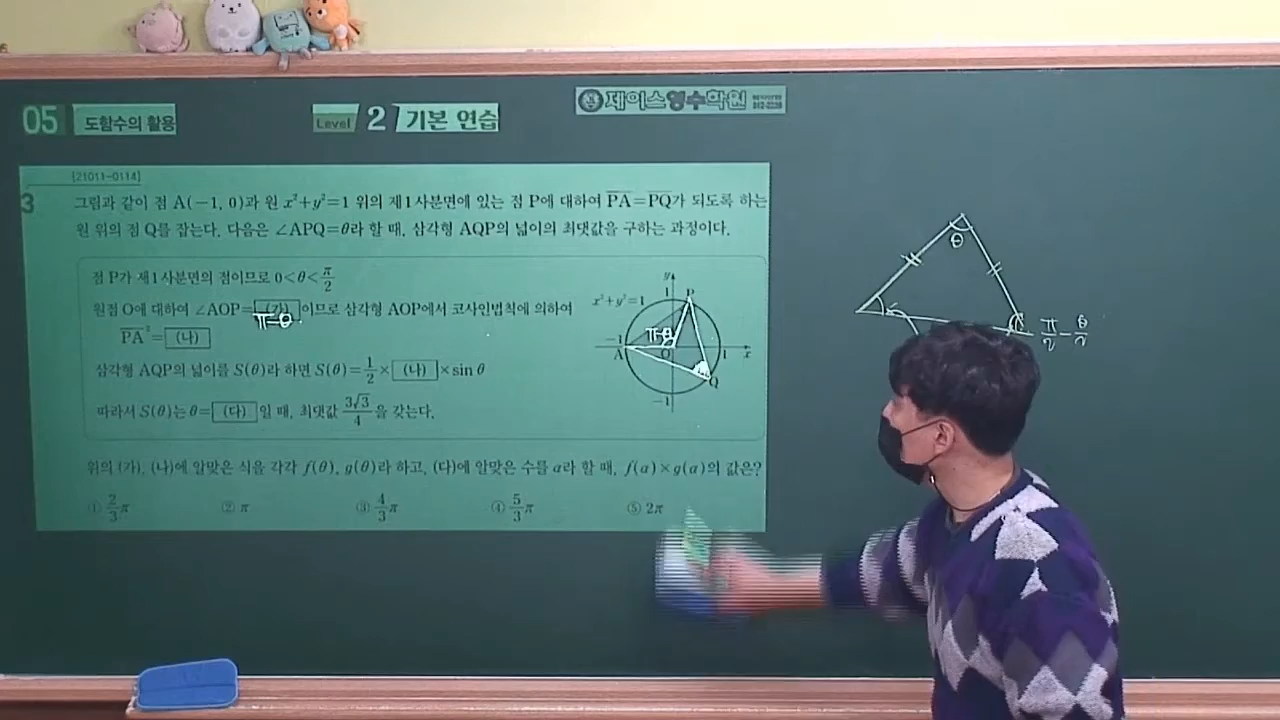 05 도함수의 활용
Level 2 기본 연습
제이스영수학원
[21011-0114]
3
그림과 같이 점 A(−1, 0)과 원 x²+y²=1 위의 제1사분면에 있는 점 P에 대하여 PA=PQ가 되도록 하는
원 위의 점 Q를 잡는다. 다음은 ∠APQ=θ라 할 때, 삼각형 AQP의 넓이의 최댓값을 구하는 과정이다.
점 P가 제1사분면의 점이므로 0<θ<π/2
원점 O에 대하여 ∠AOP=(가)이므로 삼각형 AOP에서 코사인법칙에 의하여
π-θ
PA²=(나)
삼각형 AQP의 넓이를 S(θ)라 하면 S(θ)=1/2×(나)×sin θ
따라서 S(θ)는 θ=(다)일 때, 최댓값 3√3/4을 갖는다.
y
x²+y²=1
1
P
π-θ
−1
A
O
1
x
Q
−1
위의 (가), (나)에 알맞은 식을 각각 f(θ), g(θ)라 하고, (다)에 알맞은 수를 α라 할 때, f(α)×g(α)의 값은?
① 2/3π ② π ③ 4/3π ④ 5/3π ⑤ 2π
θ
π/2-θ/2